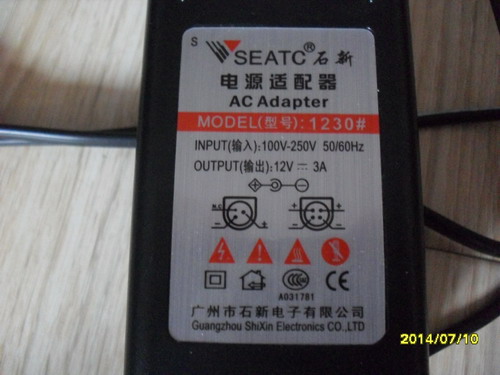 S
SEATC® 石新
电源适配器
AC Adapter
MODEL(型号):1230#
INPUT(输入):100V-250V 50/60Hz
OUTPUT(输出):12V ⎓ 3A
A031781
广州市石新电子有限公司
Guangzhou ShiXin Electronics CO.,LTD
2014/07/10